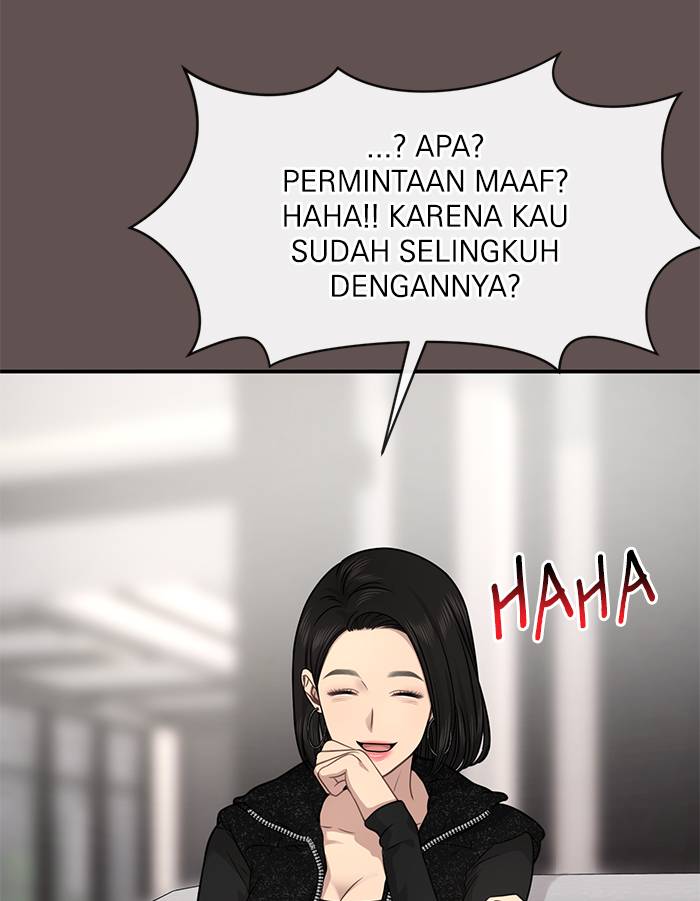 ...? APA?
PERMINTAAN MAAF?
HAHA!! KARENA KAU
SUDAH SELINGKUH
DENGANNYA?
HAHA